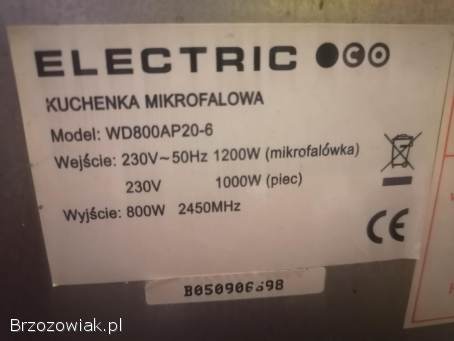 ELECTRIC
KUCHENKA MIKROFALOWA
Model: WD800AP20-6
Wejście: 230V~50Hz 1200W (mikrofalówka)
230V 1000W (piec)
Wyjście: 800W 2450MHz
CE
Brzozowiak.pl